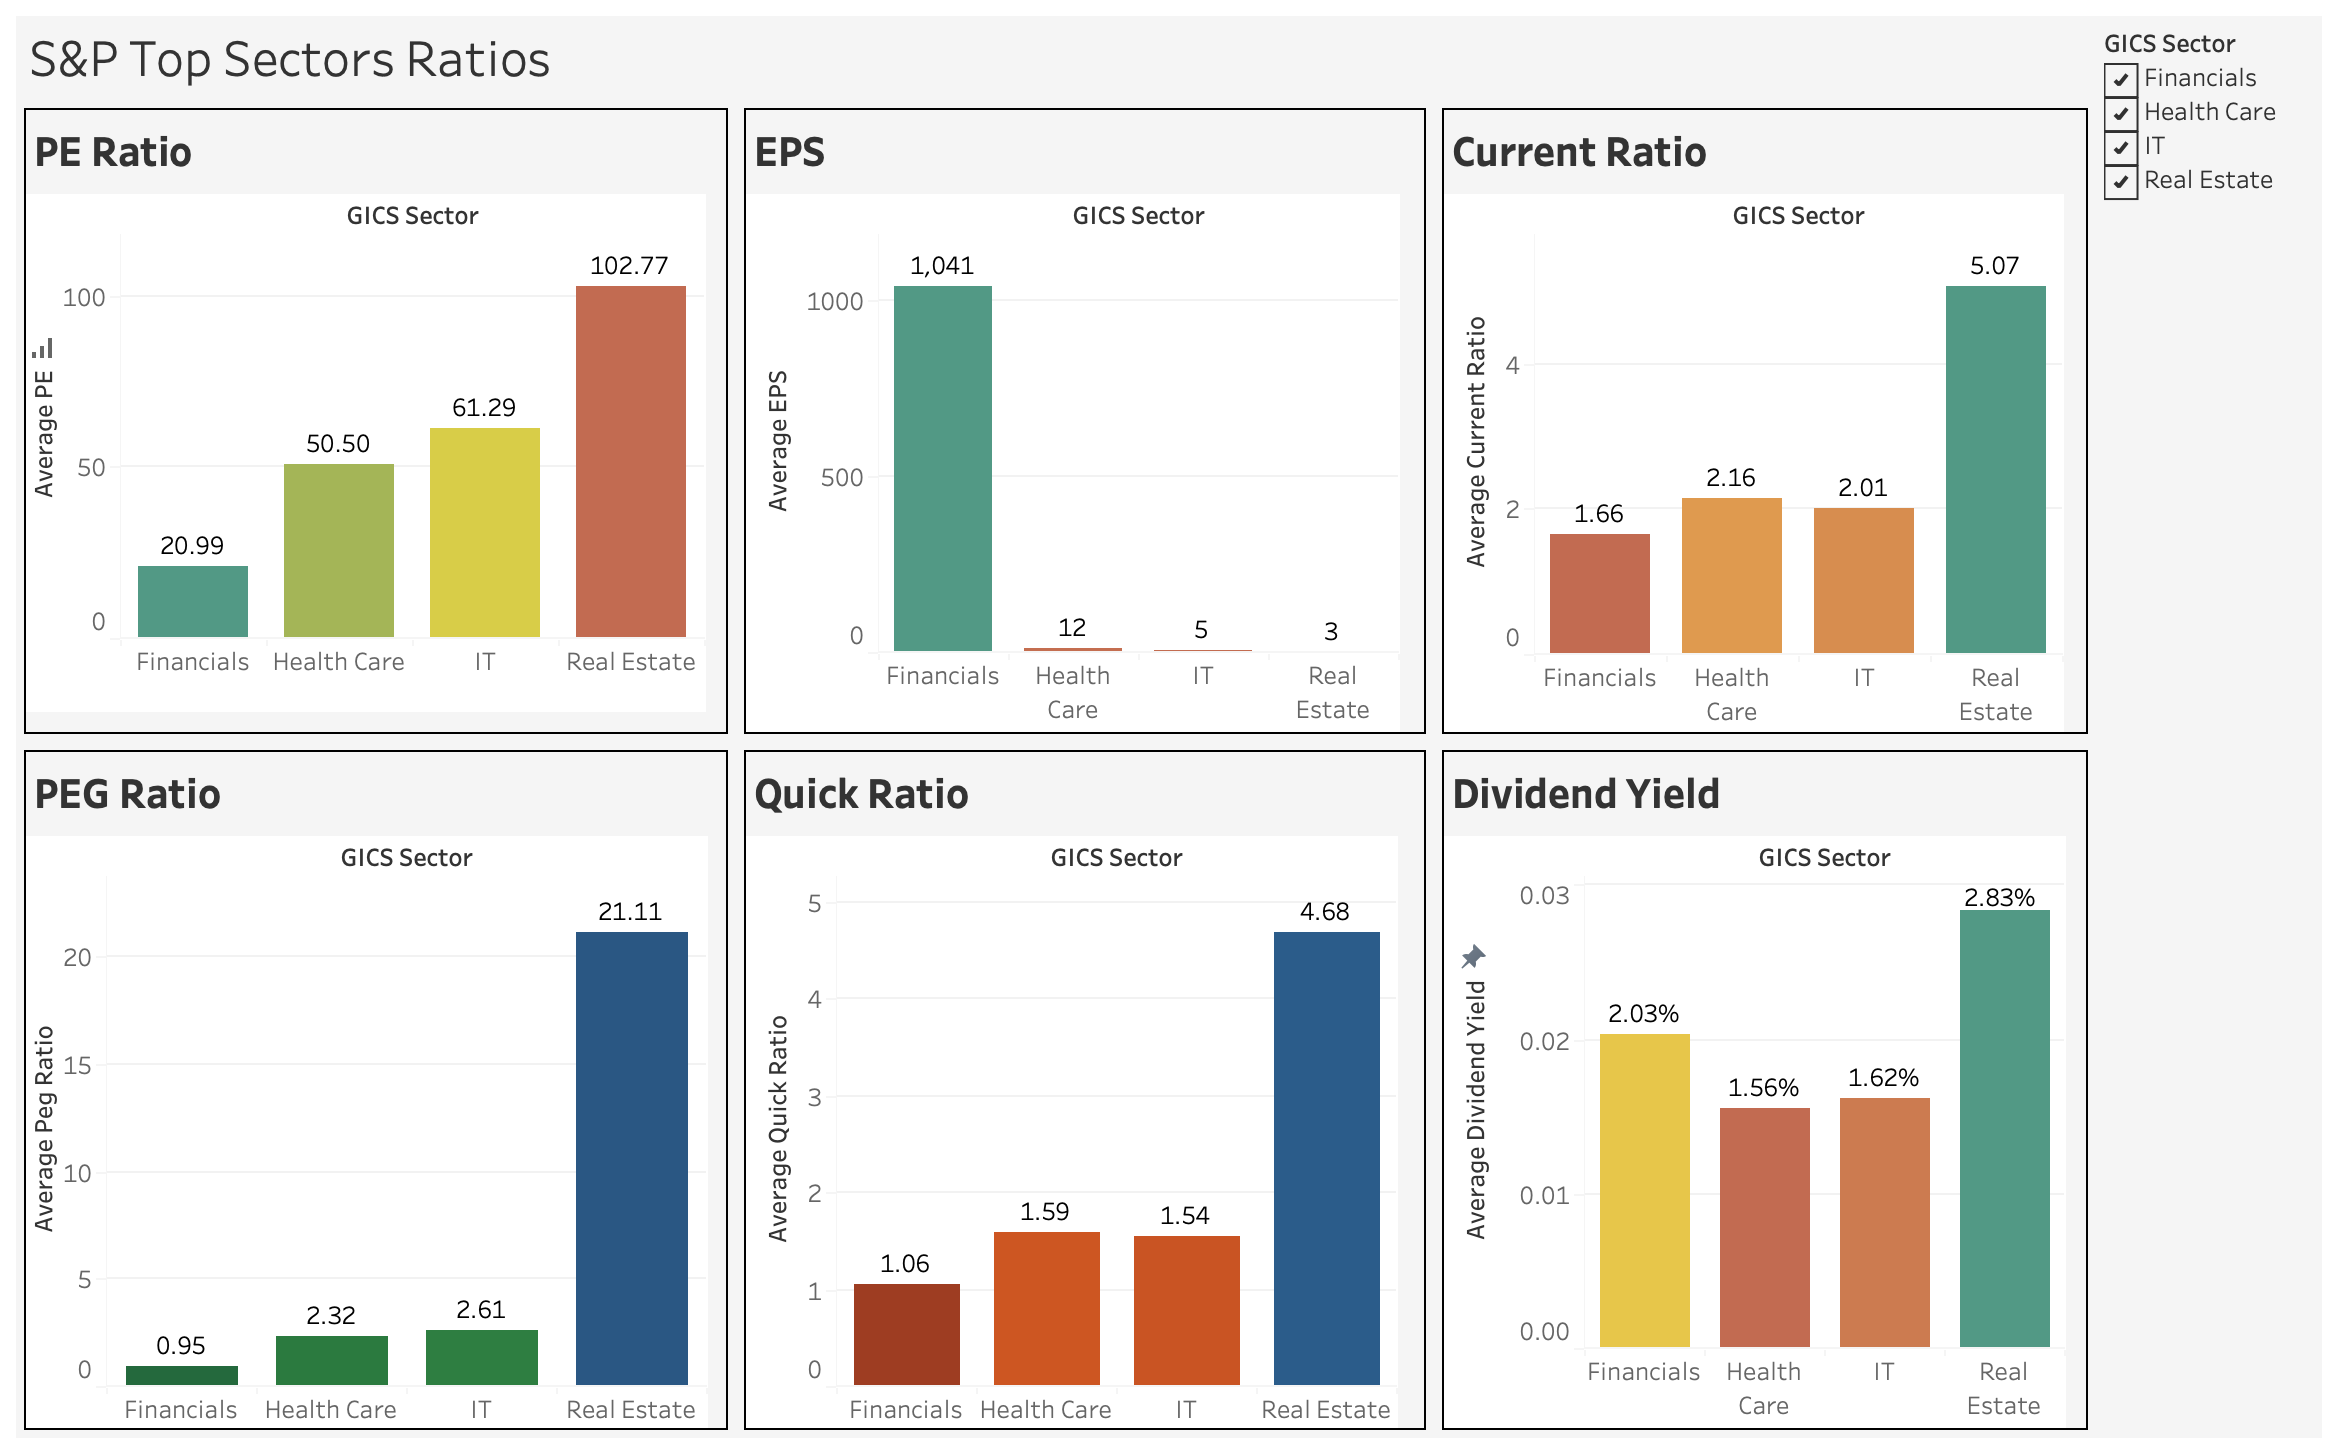 S&P Top Sectors Ratios
GICS Sector
Financials
Health Care
IT
Real Estate
PE Ratio
GICS Sector
Average PE
100
50
0
20.99
50.50
61.29
102.77
Financials
Health Care
IT
Real Estate
EPS
GICS Sector
Average EPS
1000
500
0
1,041
12
5
3
Financials
Health
Care
IT
Real
Estate
Current Ratio
GICS Sector
Average Current Ratio
4
2
0
1.66
2.16
2.01
5.07
Financials
Health
Care
IT
Real
Estate
PEG Ratio
GICS Sector
Average Peg Ratio
20
15
10
5
0
0.95
2.32
2.61
21.11
Financials
Health Care
IT
Real Estate
Quick Ratio
GICS Sector
Average Quick Ratio
5
4
3
2
1
0
1.06
1.59
1.54
4.68
Financials
Health Care
IT
Real Estate
Dividend Yield
GICS Sector
Average Dividend Yield
0.03
0.02
0.01
0.00
2.03%
1.56%
1.62%
2.83%
Financials
Health
Care
IT
Real
Estate